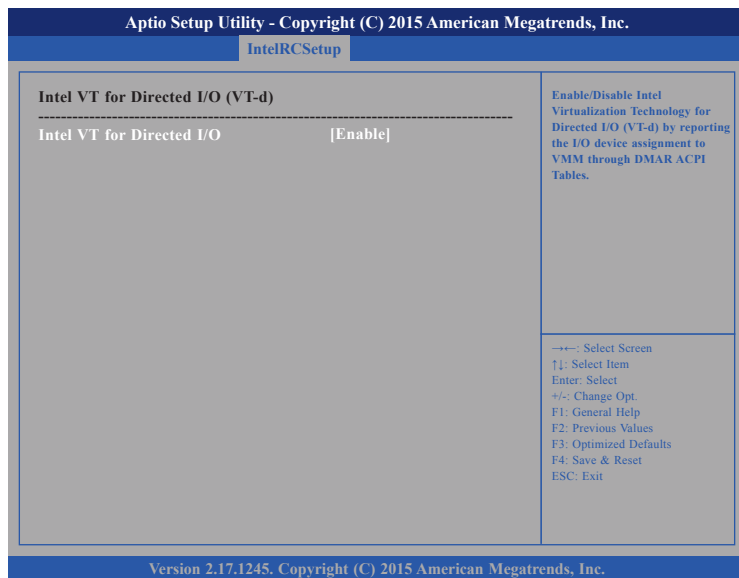 Aptio Setup Utility - Copyright (C) 2015 American Megatrends, Inc.
IntelRCSetup
Intel VT for Directed I/O (VT-d)
--------------------------------------------------------------------------------
Intel VT for Directed I/O [Enable]
Enable/Disable Intel
Virtualization Technology for
Directed I/O (VT-d) by reporting
the I/O device assignment to
VMM through DMAR ACPI
Tables.
→←: Select Screen
↑↓: Select Item
Enter: Select
+/-: Change Opt.
F1: General Help
F2: Previous Values
F3: Optimized Defaults
F4: Save & Reset
ESC: Exit
Version 2.17.1245. Copyright (C) 2015 American Megatrends, Inc.